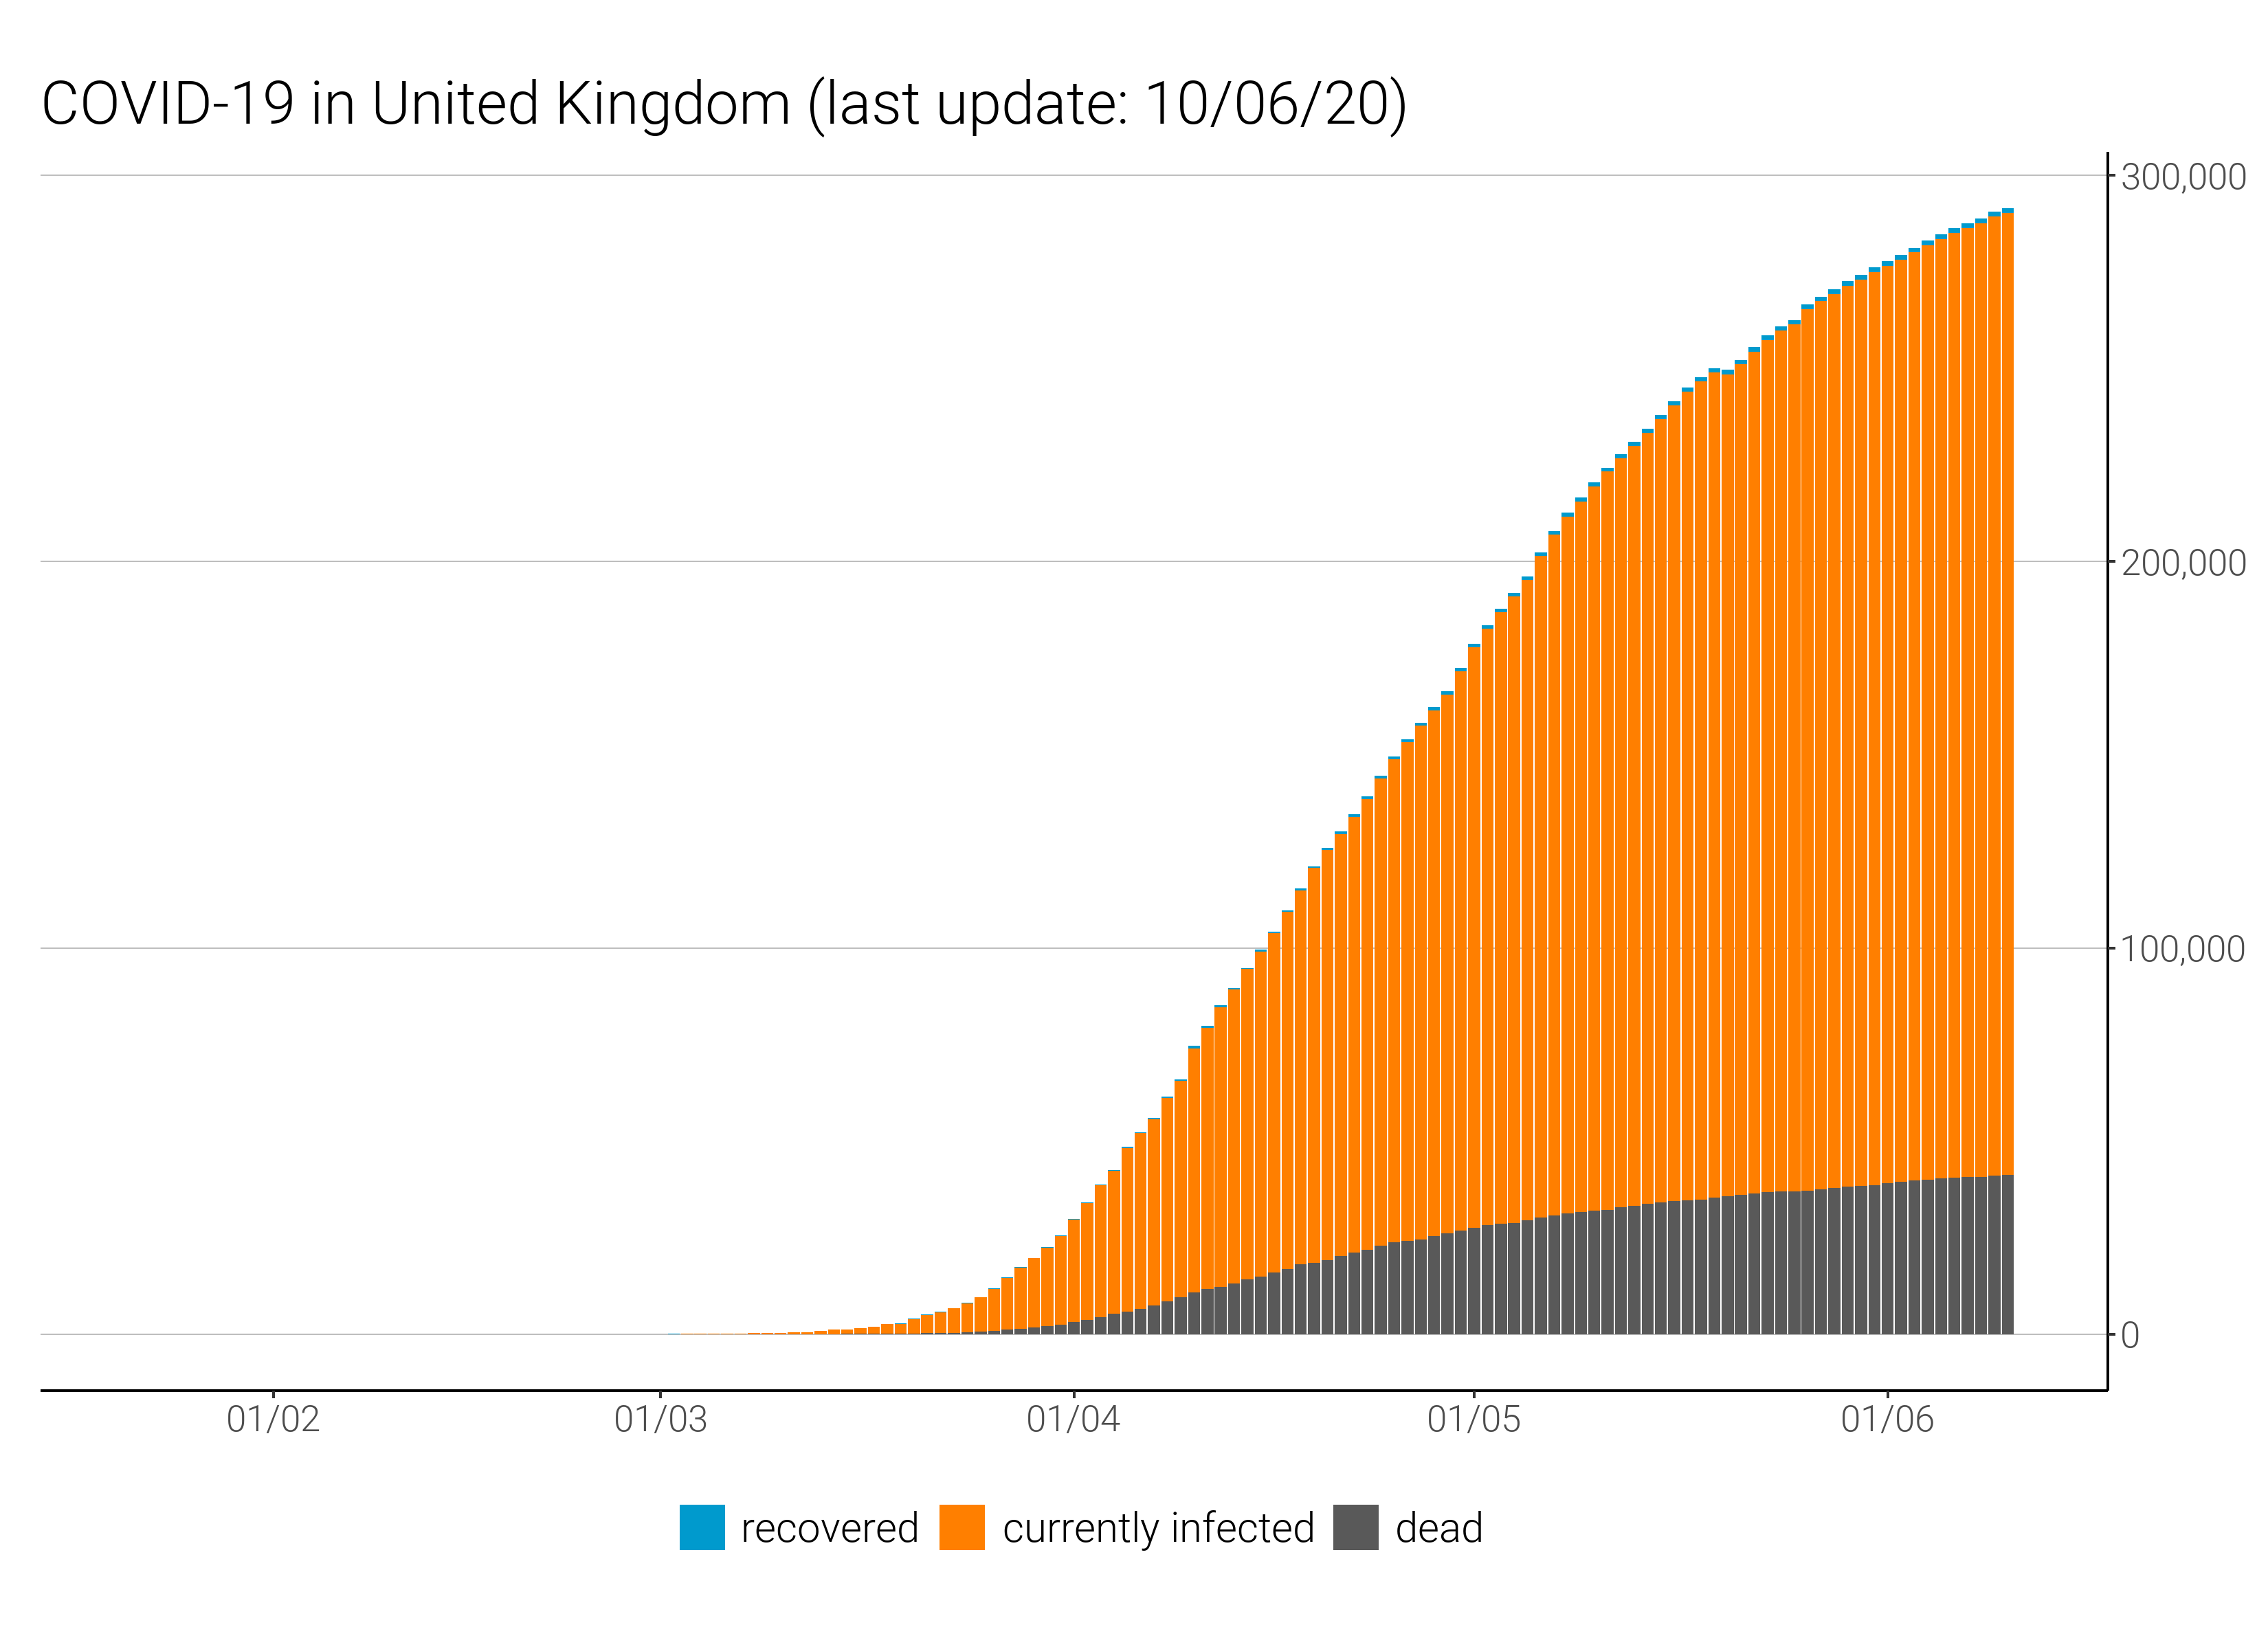 COVID-19 in United Kingdom (last update: 10/06/20)
300,000
200,000
100,000
0
01/02 01/03 01/04 01/05 01/06
recovered currently infected dead